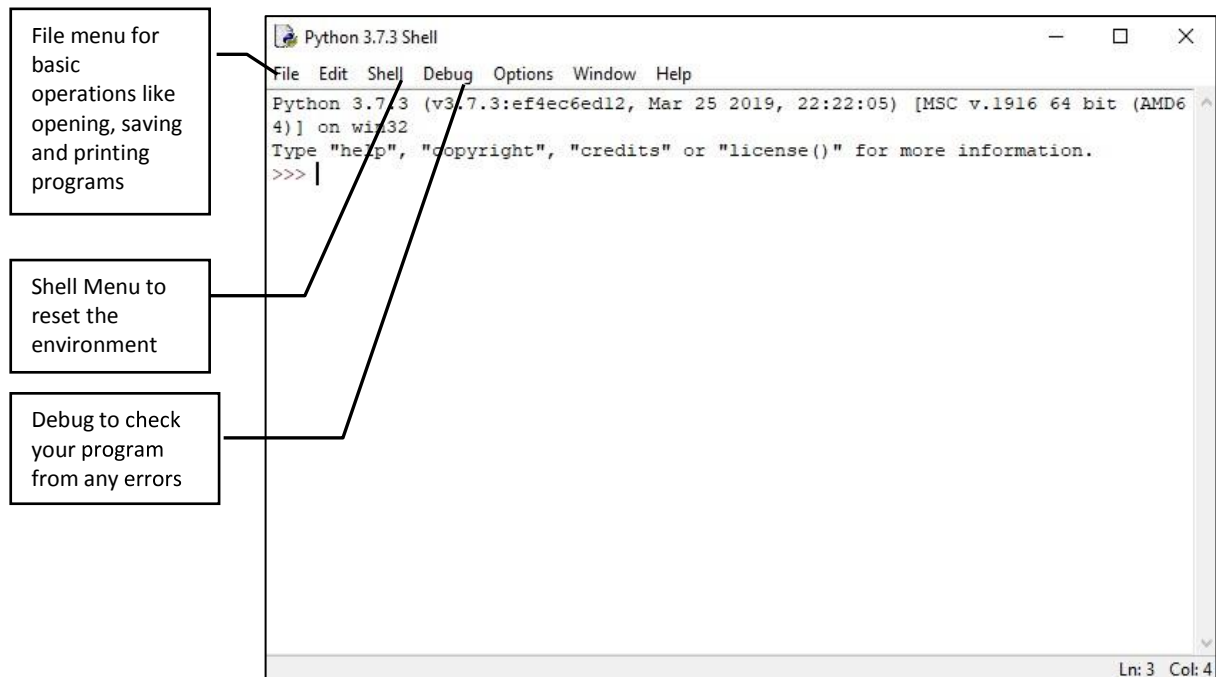 File menu for
basic
operations like
opening, saving
and printing
programs
Shell Menu to
reset the
environment
Debug to check
your program
from any errors
Python 3.7.3 Shell
File Edit Shell Debug Options Window Help
Python 3.7.3 (v3.7.3:ef4ec6ed12, Mar 25 2019, 22:22:05) [MSC v.1916 64 bit (AMD6
4)] on win32
Type "help", "copyright", "credits" or "license()" for more information.
>>>
Ln: 3 Col: 4